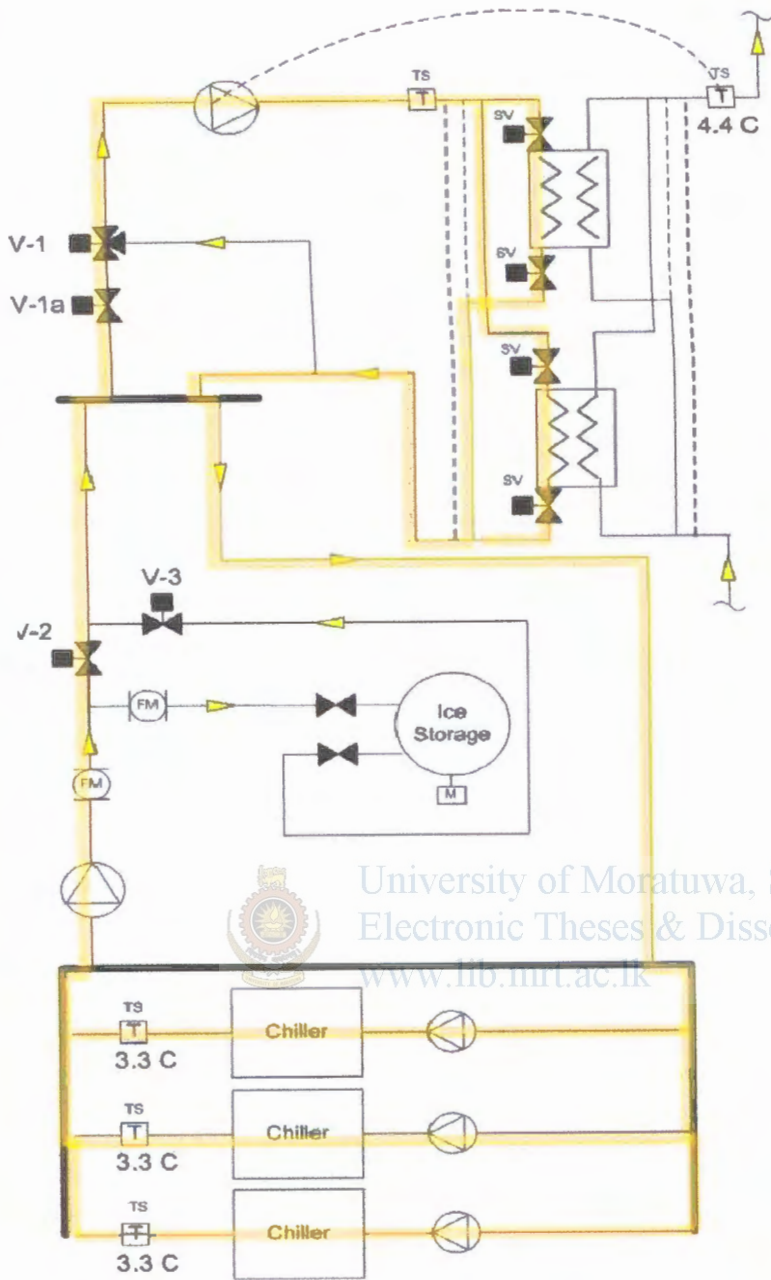 TS
T
TS
T
4.4 C
SV
V-1
SV
V-1a
SV
SV
V-3
V-2
FM
Ice
Storage
FM
M
University of Moratuwa, S
Electronic Theses & Disse
www.lib.mrt.ac.lk
TS
T
Chiller
3.3 C
TS
T
Chiller
3.3 C
TS
T
Chiller
3.3 C